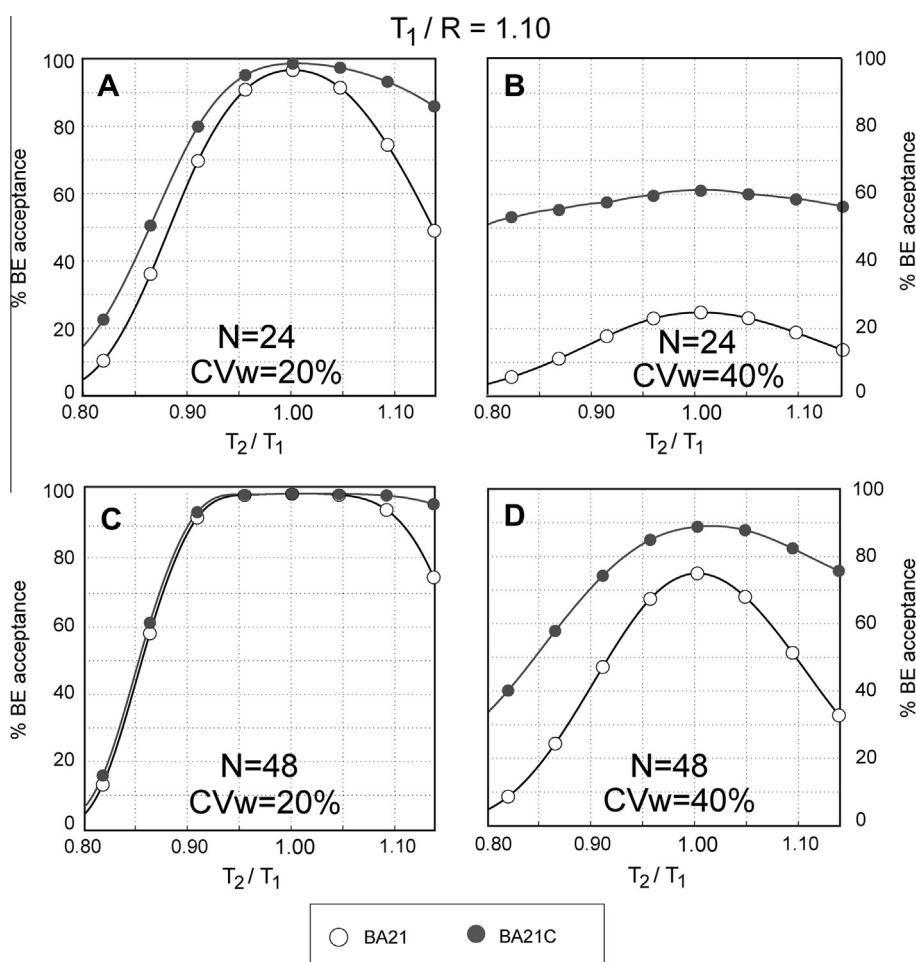 T1 / R = 1.10
A
100
80
60
40
20
0
% BE acceptance
N=24
CVw=20%
0.80 0.90 1.00 1.10
T2 / T1
B
100
80
60
40
20
0
% BE acceptance
N=24
CVw=40%
0.80 0.90 1.00 1.10
T2 / T1
C
100
80
60
40
20
0
% BE acceptance
N=48
CVw=20%
0.80 0.90 1.00 1.10
T2 / T1
D
100
80
60
40
20
0
% BE acceptance
N=48
CVw=40%
0.80 0.90 1.00 1.10
T2 / T1
BA21 BA21C